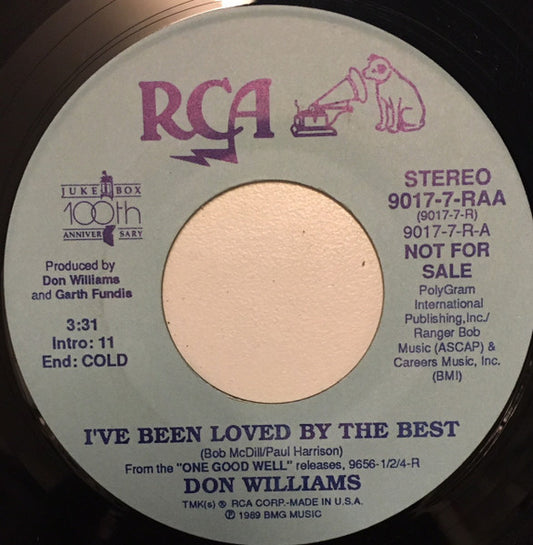 RCA
JUKEBOX
100th
ANNIVERSARY
STEREO
9017-7-RAA
(9017-7-R)
9017-7-R-A
NOT FOR
SALE
PolyGram
International
Publishing,Inc./
Ranger Bob
Music (ASCAP) &
Careers Music, Inc.
(BMI)
Produced by
Don Williams
and Garth Fundis
3:31
Intro: 11
End: COLD
I'VE BEEN LOVED BY THE BEST
(Bob McDill/Paul Harrison)
From the "ONE GOOD WELL" releases, 9656-1/2/4-R
DON WILLIAMS
TMK(s) ® RCA CORP.-MADE IN U.S.A.
℗ 1989 BMG MUSIC